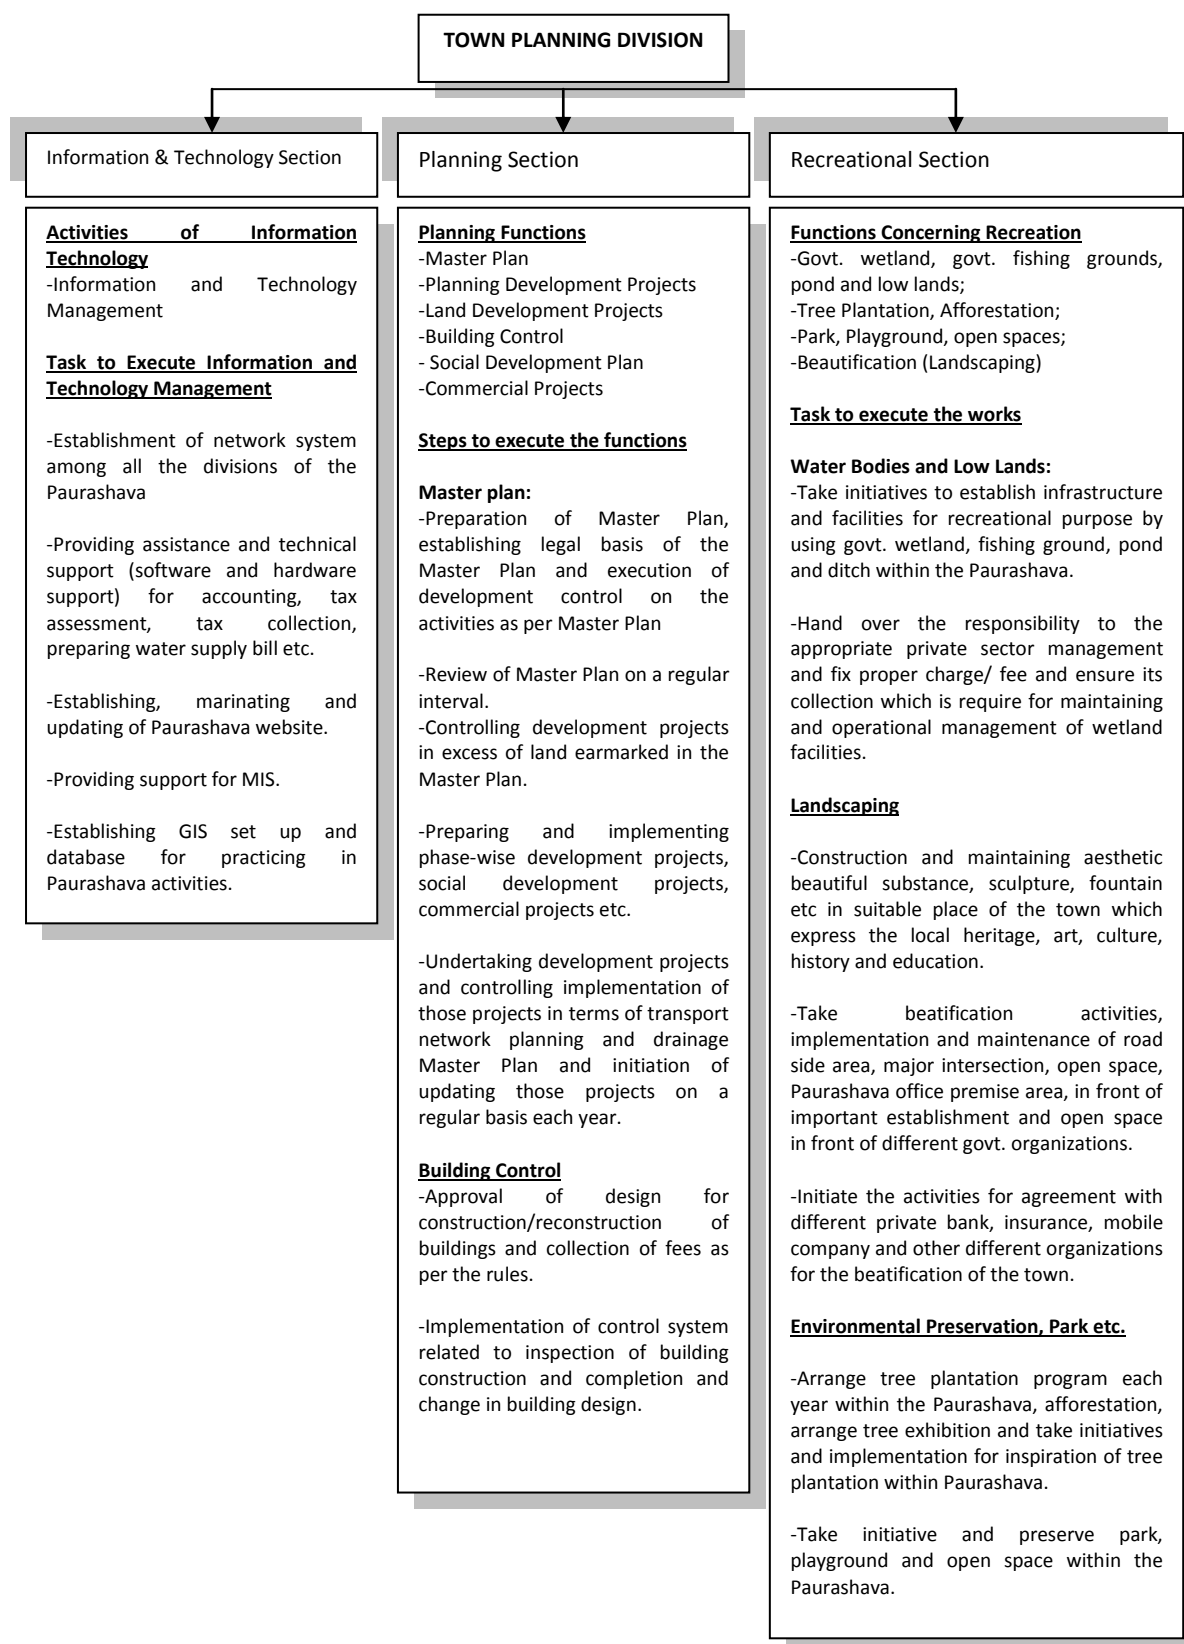 TOWN PLANNING DIVISION
Information & Technology Section
Activities of Information
Technology
-Information and Technology
Management
Task to Execute Information and
Technology Management
-Establishment of network system
among all the divisions of the
Paurashava
-Providing assistance and technical
support (software and hardware
support) for accounting, tax
assessment, tax collection,
preparing water supply bill etc.
-Establishing, marinating and
updating of Paurashava website.
-Providing support for MIS.
-Establishing GIS set up and
database for practicing in
Paurashava activities.
Planning Section
Planning Functions
-Master Plan
-Planning Development Projects
-Land Development Projects
-Building Control
- Social Development Plan
-Commercial Projects
Steps to execute the functions
Master plan:
-Preparation of Master Plan,
establishing legal basis of the
Master Plan and execution of
development control on the
activities as per Master Plan
-Review of Master Plan on a regular
interval.
-Controlling development projects
in excess of land earmarked in the
Master Plan.
-Preparing and implementing
phase-wise development projects,
social development projects,
commercial projects etc.
-Undertaking development projects
and controlling implementation of
those projects in terms of transport
network planning and drainage
Master Plan and initiation of
updating those projects on a
regular basis each year.
Building Control
-Approval of design for
construction/reconstruction of
buildings and collection of fees as
per the rules.
-Implementation of control system
related to inspection of building
construction and completion and
change in building design.
Recreational Section
Functions Concerning Recreation
-Govt. wetland, govt. fishing grounds,
pond and low lands;
-Tree Plantation, Afforestation;
-Park, Playground, open spaces;
-Beautification (Landscaping)
Task to execute the works
Water Bodies and Low Lands:
-Take initiatives to establish infrastructure
and facilities for recreational purpose by
using govt. wetland, fishing ground, pond
and ditch within the Paurashava.
-Hand over the responsibility to the
appropriate private sector management
and fix proper charge/ fee and ensure its
collection which is require for maintaining
and operational management of wetland
facilities.
Landscaping
-Construction and maintaining aesthetic
beautiful substance, sculpture, fountain
etc in suitable place of the town which
express the local heritage, art, culture,
history and education.
-Take beatification activities,
implementation and maintenance of road
side area, major intersection, open space,
Paurashava office premise area, in front of
important establishment and open space
in front of different govt. organizations.
-Initiate the activities for agreement with
different private bank, insurance, mobile
company and other different organizations
for the beatification of the town.
Environmental Preservation, Park etc.
-Arrange tree plantation program each
year within the Paurashava, afforestation,
arrange tree exhibition and take initiatives
and implementation for inspiration of tree
plantation within Paurashava.
-Take initiative and preserve park,
playground and open space within the
Paurashava.